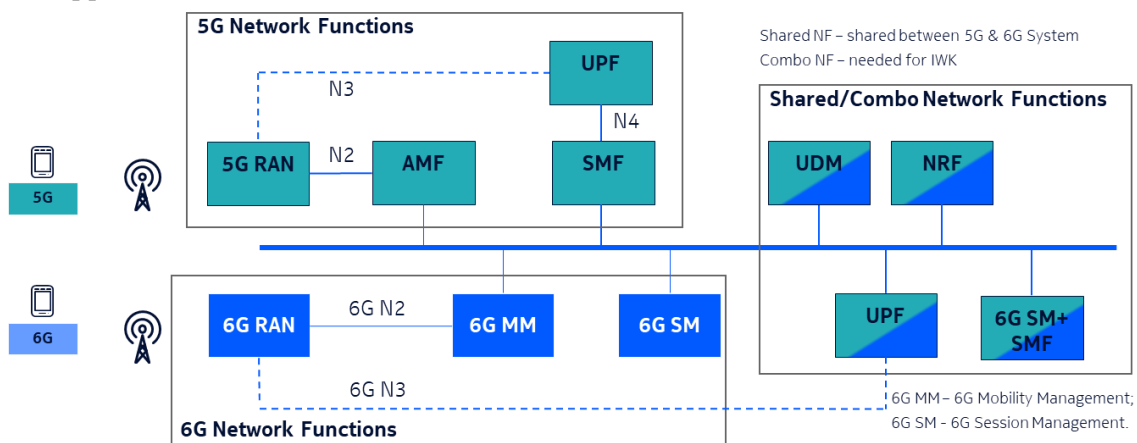 5G Network Functions
Shared NF – shared between 5G & 6G System
Combo NF – needed for IWK
UPF
N3
Shared/Combo Network Functions
N4
5G RAN
N2
AMF
SMF
UDM
NRF
5G
6G RAN
6G N2
6G MM
6G SM
UPF
6G SM+
SMF
6G
6G N3
6G MM – 6G Mobility Management;
6G SM - 6G Session Management.
6G Network Functions